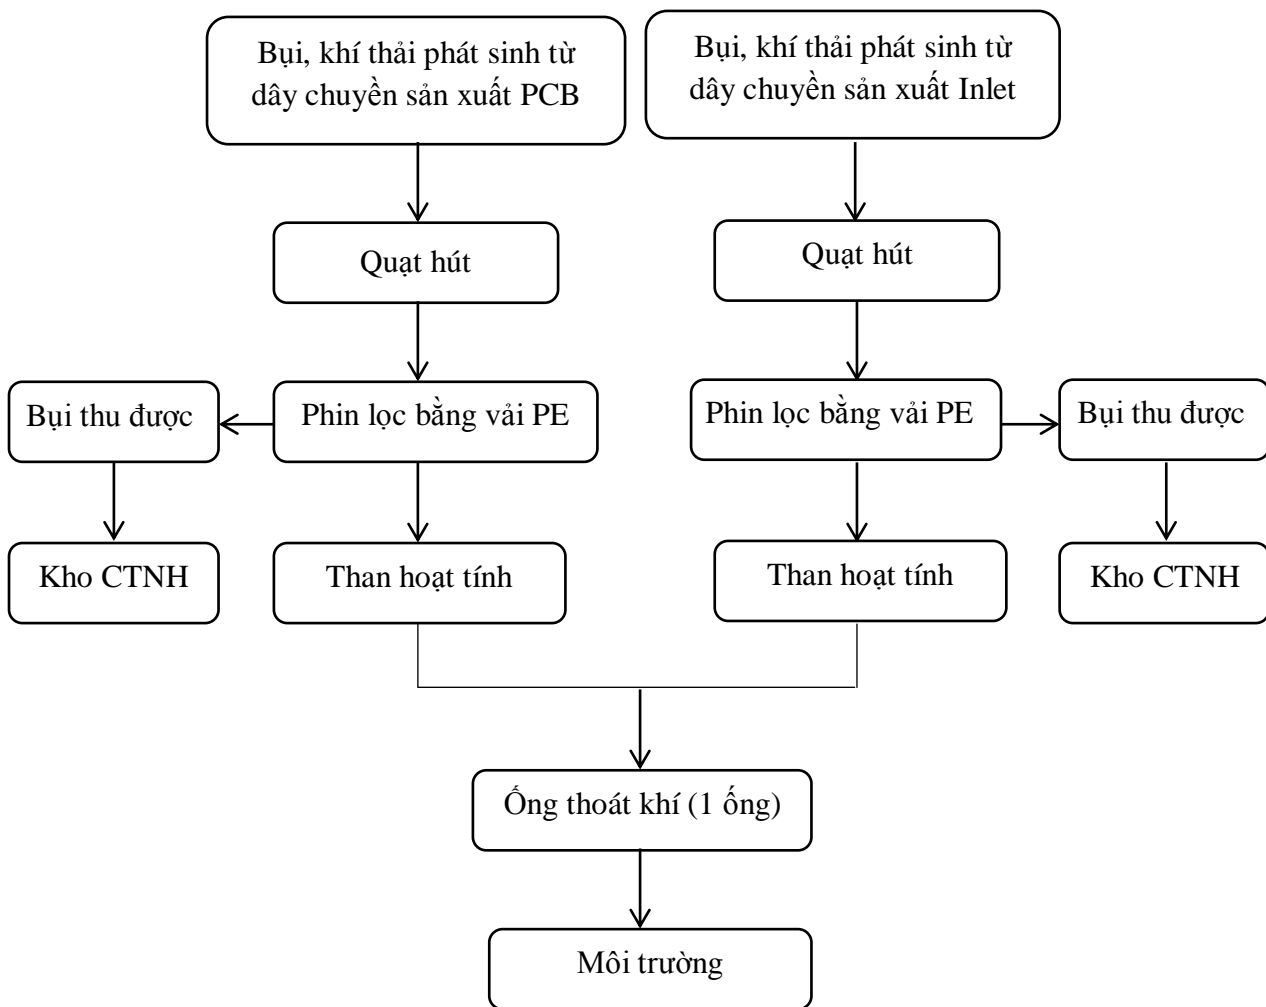 Bụi, khí thải phát sinh từ
dây chuyền sản xuất PCB
Bụi, khí thải phát sinh từ
dây chuyền sản xuất Inlet
Quạt hút
Quạt hút
Bụi thu được
Phin lọc bằng vải PE
Phin lọc bằng vải PE
Bụi thu được
Kho CTNH
Than hoạt tính
Than hoạt tính
Kho CTNH
Ống thoát khí (1 ống)
Môi trường